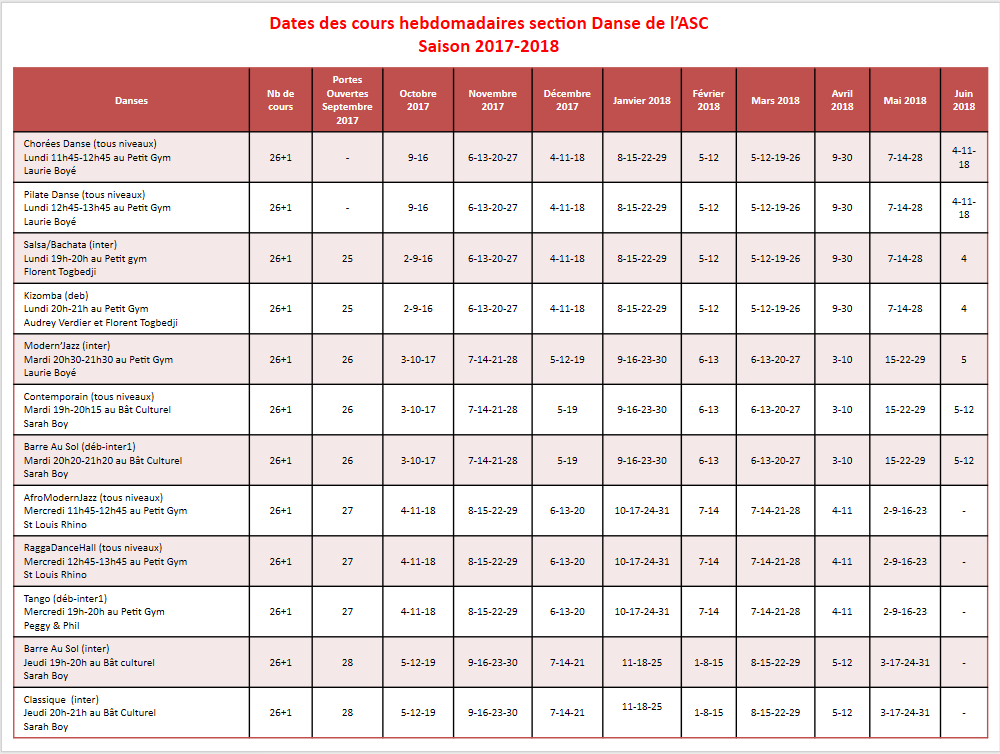 Dates des cours hebdomadaires section Danse de l'ASC
Saison 2017-2018
Danses
Nb de
cours
Portes
Ouvertes
Septembre
2017
Octobre
2017
Novembre
2017
Décembre
2017
Janvier 2018
Février
2018
Mars 2018
Avril
2018
Mai 2018
Juin
2018
Chorées Danse (tous niveaux)
Lundi 11h45-12h45 au Petit Gym
Laurie Boyé
26+1
-
9-16
6-13-20-27
4-11-18
8-15-22-29
5-12
5-12-19-26
9-30
7-14-28
4-11-
18
Pilate Danse (tous niveaux)
Lundi 12h45-13h45 au Petit Gym
Laurie Boyé
26+1
-
9-16
6-13-20-27
4-11-18
8-15-22-29
5-12
5-12-19-26
9-30
7-14-28
4-11-
18
Salsa/Bachata (inter)
Lundi 19h-20h au Petit gym
Florent Togbedji
26+1
25
2-9-16
6-13-20-27
4-11-18
8-15-22-29
5-12
5-12-19-26
9-30
7-14-28
4
Kizomba (deb)
Lundi 20h-21h au Petit Gym
Audrey Verdier et Florent Togbedji
26+1
25
2-9-16
6-13-20-27
4-11-18
8-15-22-29
5-12
5-12-19-26
9-30
7-14-28
4
Modern'Jazz (inter)
Mardi 20h30-21h30 au Petit Gym
Laurie Boyé
26+1
26
3-10-17
7-14-21-28
5-12-19
9-16-23-30
6-13
6-13-20-27
3-10
15-22-29
5
Contemporain (tous niveaux)
Mardi 19h-20h15 au Bât Culturel
Sarah Boy
26+1
26
3-10-17
7-14-21-28
5-19
9-16-23-30
6-13
6-13-20-27
3-10
15-22-29
5-12
Barre Au Sol (déb-inter1)
Mardi 20h20-21h20 au Bât Culturel
Sarah Boy
26+1
26
3-10-17
7-14-21-28
5-19
9-16-23-30
6-13
6-13-20-27
3-10
15-22-29
5-12
AfroModernJazz (tous niveaux)
Mercredi 11h45-12h45 au Petit Gym
St Louis Rhino
26+1
27
4-11-18
8-15-22-29
6-13-20
10-17-24-31
7-14
7-14-21-28
4-11
2-9-16-23
-
RaggaDanceHall (tous niveaux)
Mercredi 12h45-13h45 au Petit Gym
St Louis Rhino
26+1
27
4-11-18
8-15-22-29
6-13-20
10-17-24-31
7-14
7-14-21-28
4-11
2-9-16-23
-
Tango (déb-inter1)
Mercredi 19h-20h au Petit Gym
Peggy & Phil
26+1
27
4-11-18
8-15-22-29
6-13-20
10-17-24-31
7-14
7-14-21-28
4-11
2-9-16-23
-
Barre Au Sol (inter)
Jeudi 19h-20h au Bât culturel
Sarah Boy
26+1
28
5-12-19
9-16-23-30
7-14-21
11-18-25
1-8-15
8-15-22-29
5-12
3-17-24-31
-
Classique (inter)
Jeudi 20h-21h au Bât Culturel
Sarah Boy
26+1
28
5-12-19
9-16-23-30
7-14-21
11-18-25
1-8-15
8-15-22-29
5-12
3-17-24-31
-